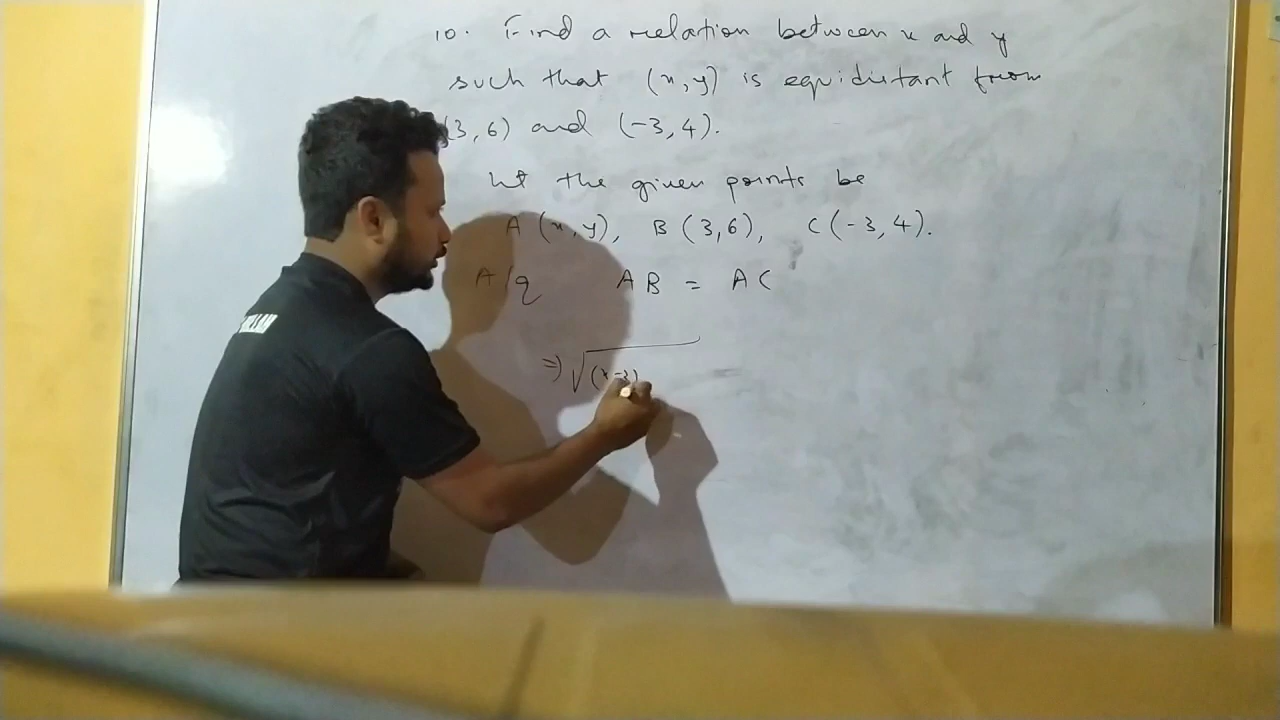 10. Find a relation between x and y
such that (x, y) is equidistant from
(3, 6) and (-3, 4).
let the given points be
A (x, y), B (3, 6), C (-3, 4).
A/q AB = AC
⇒ √(x-3)